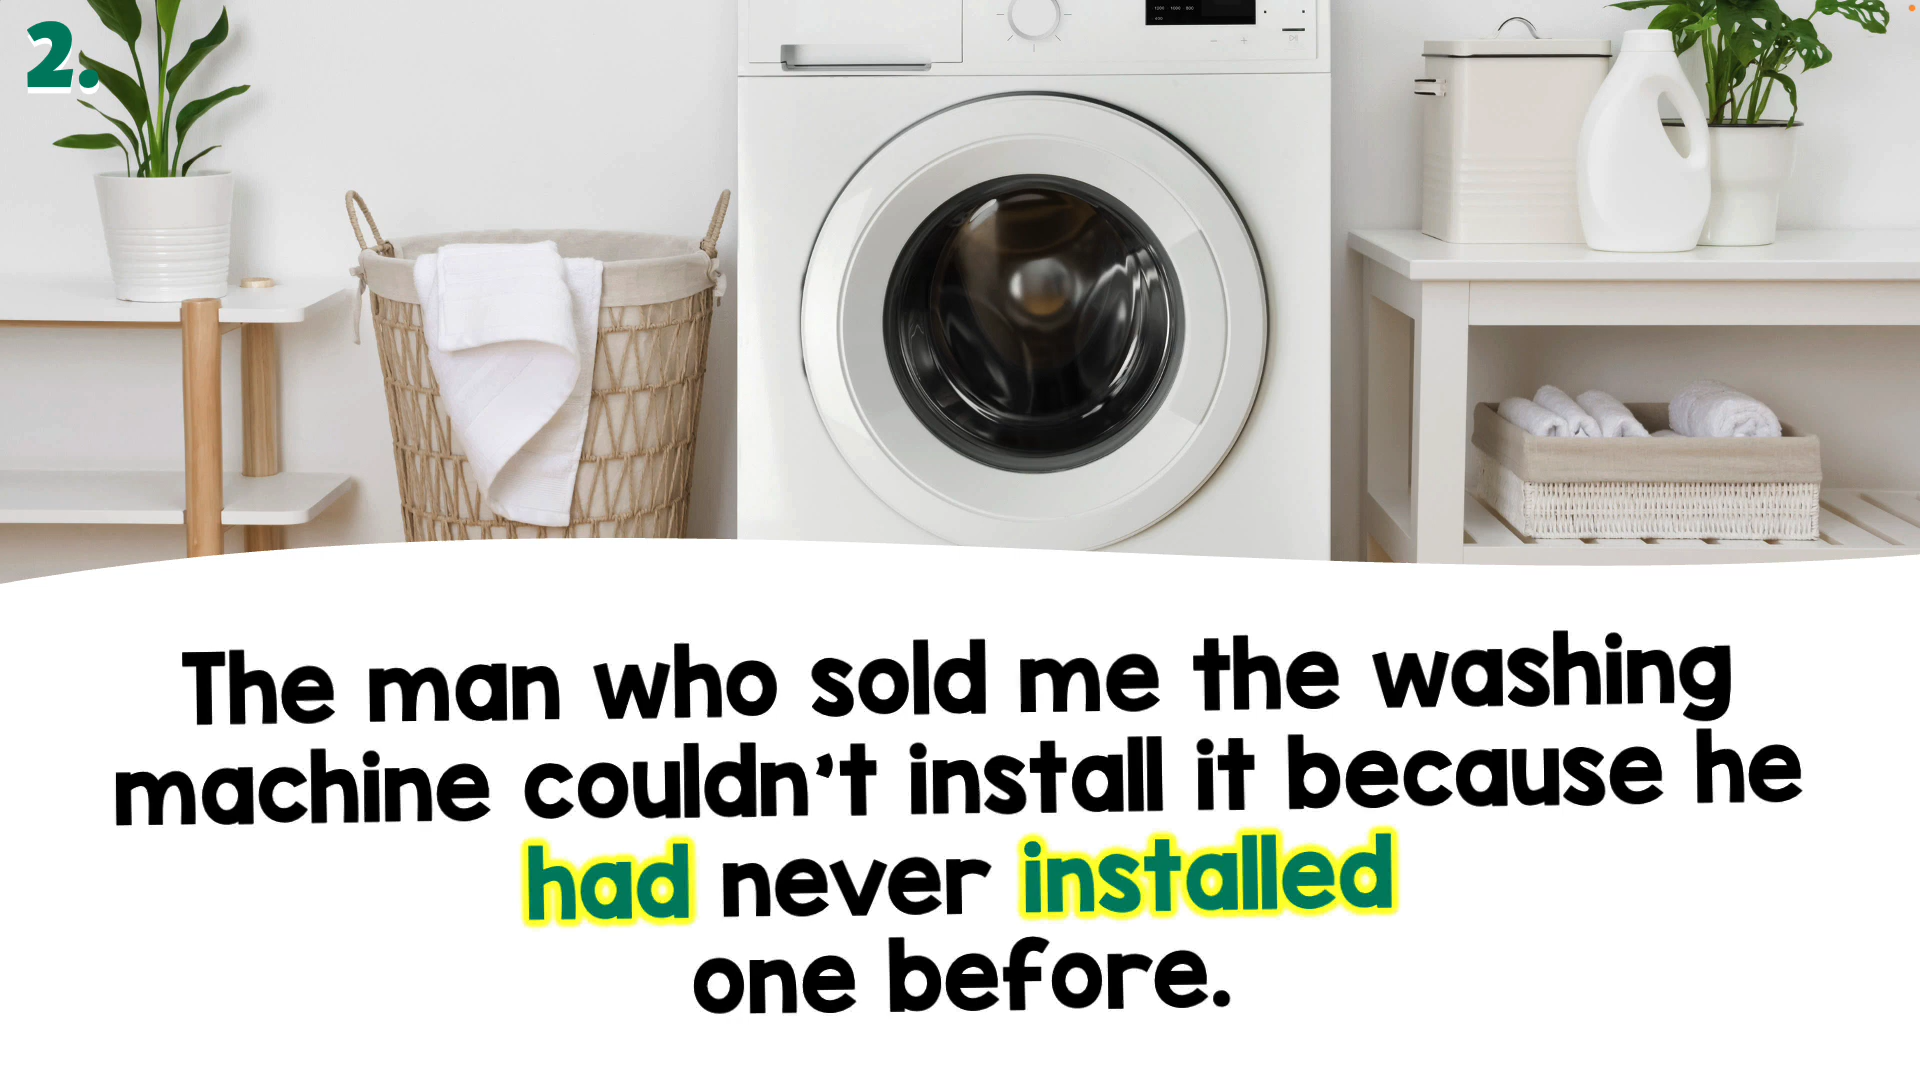 2.
The man who sold me the washing
machine couldn't install it because he
had never installed
one before.